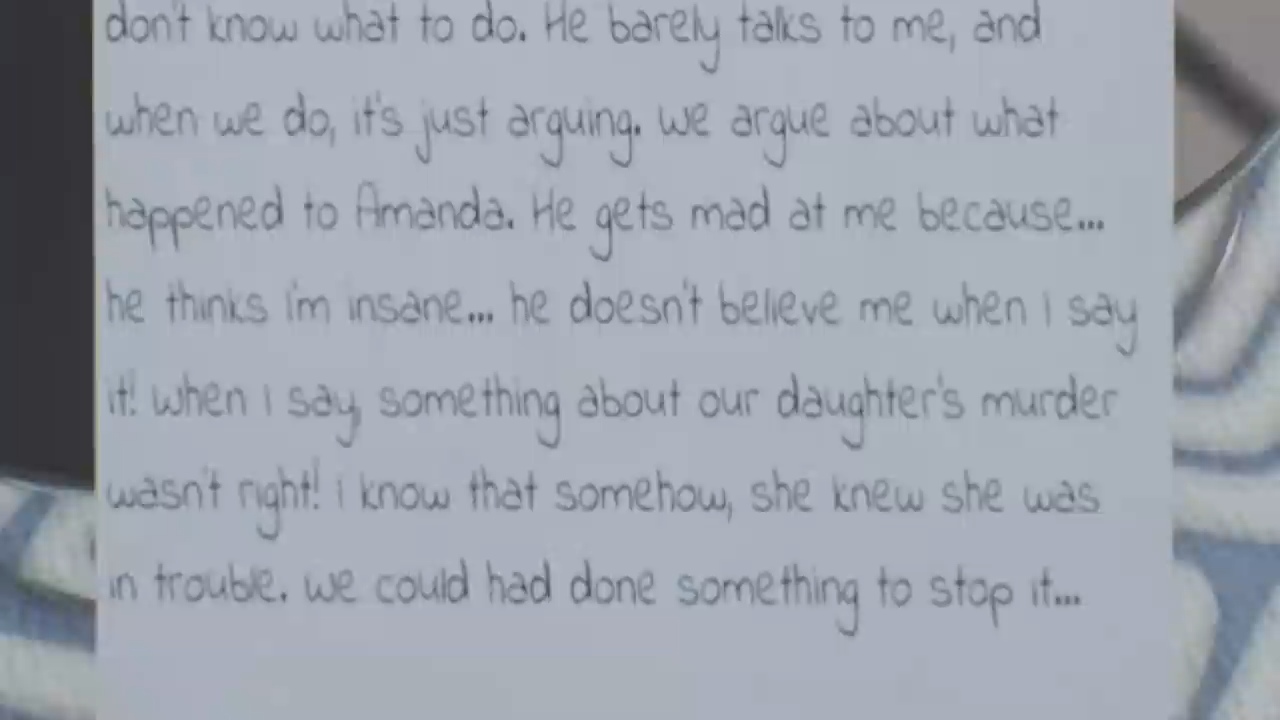 don't know what to do. He barely talks to me, and
when we do, it's just arguing. we argue about what
happened to Amanda. He gets mad at me because...
he thinks i'm insane... he doesn't believe me when i say
it! when i say, something about our daughter's murder
wasn't right! i know that somehow, she knew she was
in trouble. we could had done something to stop it...